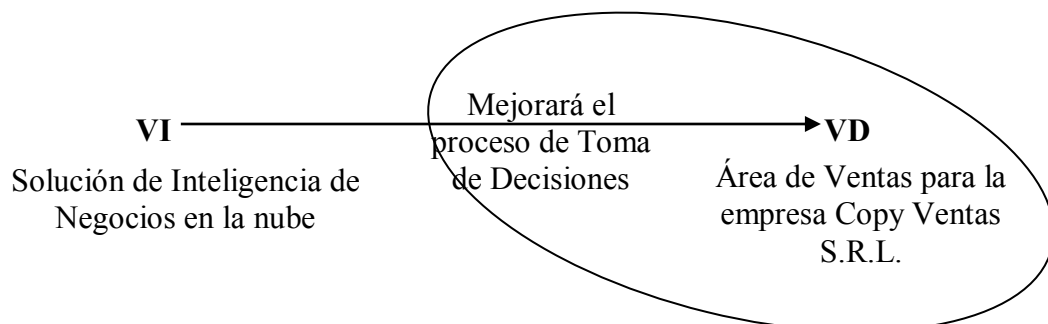 VI
Solución de Inteligencia de
Negocios en la nube
Mejorará el
proceso de Toma
de Decisiones
VD
Área de Ventas para la
empresa Copy Ventas
S.R.L.